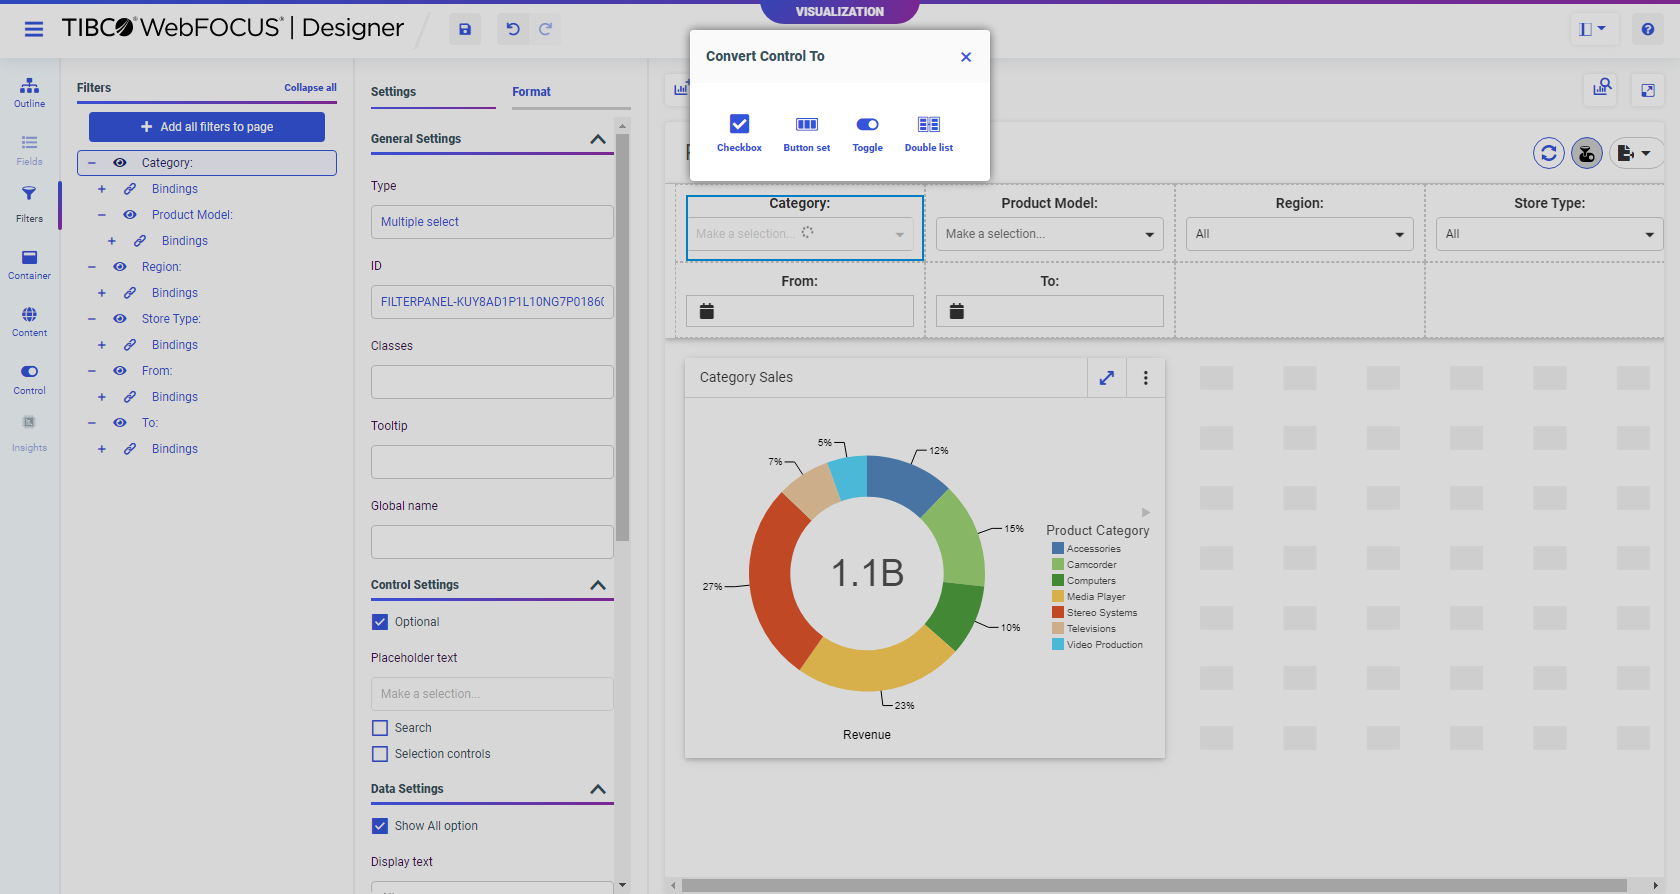 VISUALIZATION
TIBCO® WebFOCUS® | Designer
Convert Control To
Checkbox
Button set
Toggle
Double list
Outline
Fields
Filters
Container
Content
Control
Insights
Filters
Collapse all
Add all filters to page
Category:
Bindings
Product Model:
Bindings
Region:
Bindings
Store Type:
Bindings
From:
Bindings
To:
Bindings
Settings
Format
General Settings
Type
Multiple select
ID
FILTERPANEL-KUY8AD1P1L10NG7P0186(
Classes
Tooltip
Global name
Control Settings
Optional
Placeholder text
Make a selection...
Search
Selection controls
Data Settings
Show All option
Display text
Category:
Make a selection...
Product Model:
Make a selection...
Region:
All
Store Type:
All
From:
To:
Category Sales
5%
12%
7%
15%
27%
10%
23%
1.1B
Revenue
Product Category
Accessories
Camcorder
Computers
Media Player
Stereo Systems
Televisions
Video Production